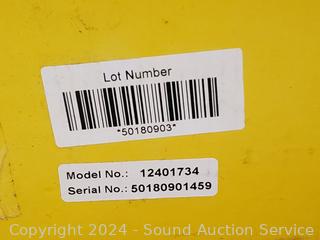 Lot Number
*50180903*
Model No.: 12401734
Serial No.: 50180901459
Copyright 2024 - Sound Auction Service